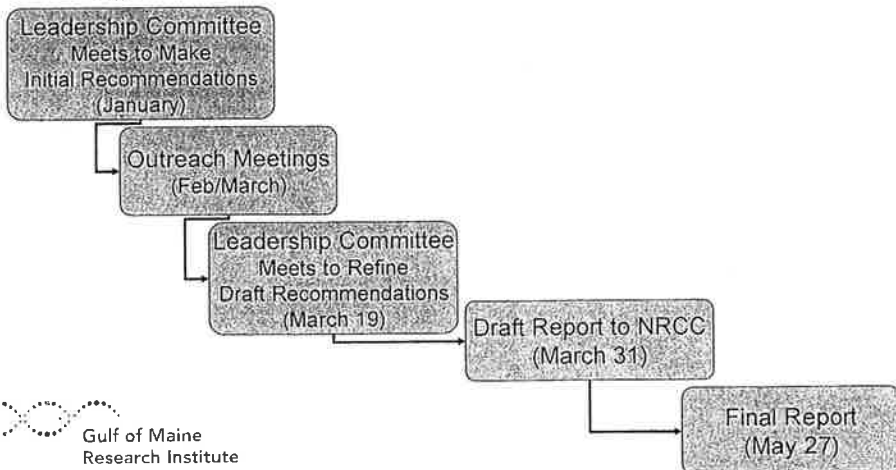 Leadership Committee
Meets to Make
Initial Recommendations
(January)
Outreach Meetings
(Feb/March)
Leadership Committee
Meets to Refine
Draft Recommendations
(March 19)
Draft Report to NRCC
(March 31)
Final Report
(May 27)
Gulf of Maine
Research Institute